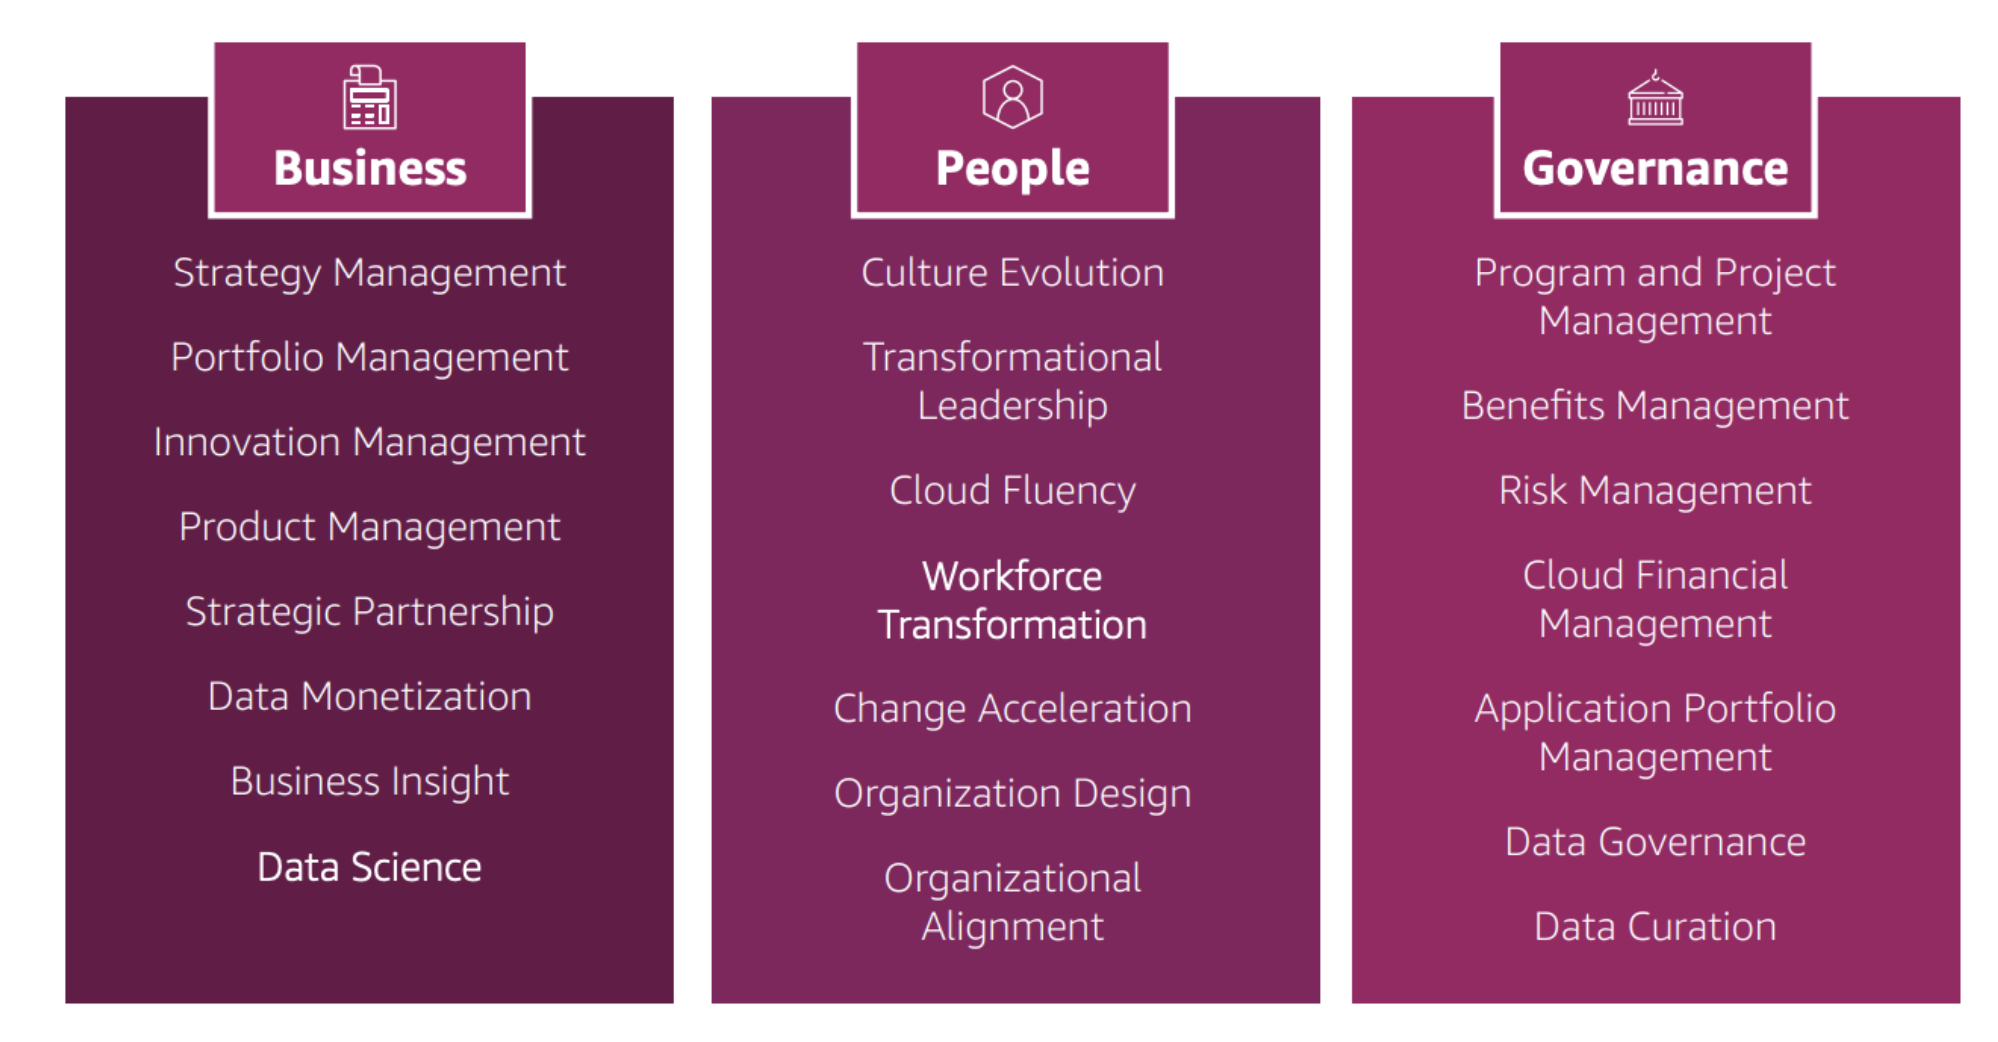 Business
Strategy Management
Portfolio Management
Innovation Management
Product Management
Strategic Partnership
Data Monetization
Business Insight
Data Science
People
Culture Evolution
Transformational
Leadership
Cloud Fluency
Workforce
Transformation
Change Acceleration
Organization Design
Organizational
Alignment
Governance
Program and Project
Management
Benefits Management
Risk Management
Cloud Financial
Management
Application Portfolio
Management
Data Governance
Data Curation